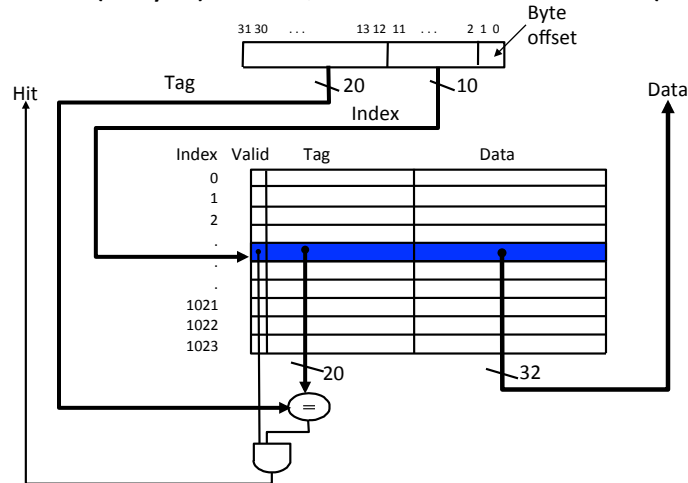 Byte
offset
31 30 . . . 13 12 11 . . . 2 1 0
20
10
Tag
Index
Hit
Data
Index Valid Tag Data
0
1
2
.
.
.
1021
1022
1023
20
32
=